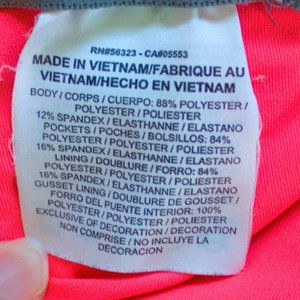 RN#56323 - CA#05553
MADE IN VIETNAM/FABRIQUE AU
VIETNAM/HECHO EN VIETNAM
BODY / CORPS / CUERPO: 88% POLYESTER /
POLYESTER / POLIESTER
12% SPANDEX / ELASTHANNE / ELASTANO
POCKETS / POCHES / BOLSILLOS: 84%
POLYESTER / POLYESTER / POLIESTER
16% SPANDEX / ELASTHANNE / ELASTANO
LINING / DOUBLURE / FORRO: 84%
POLYESTER / POLYESTER / POLIESTER
16% SPANDEX / ELASTHANNE / ELASTANO
GUSSET LINING / DOUBLURE DE GOUSSET /
FORRO DEL PUENTE INTERIOR: 100%
POLYESTER / POLYESTER / POLIESTER
EXCLUSIVE OF DECORATION / DECORATION
NON COMPRISE / NO INCLUYE LA
DECORACION